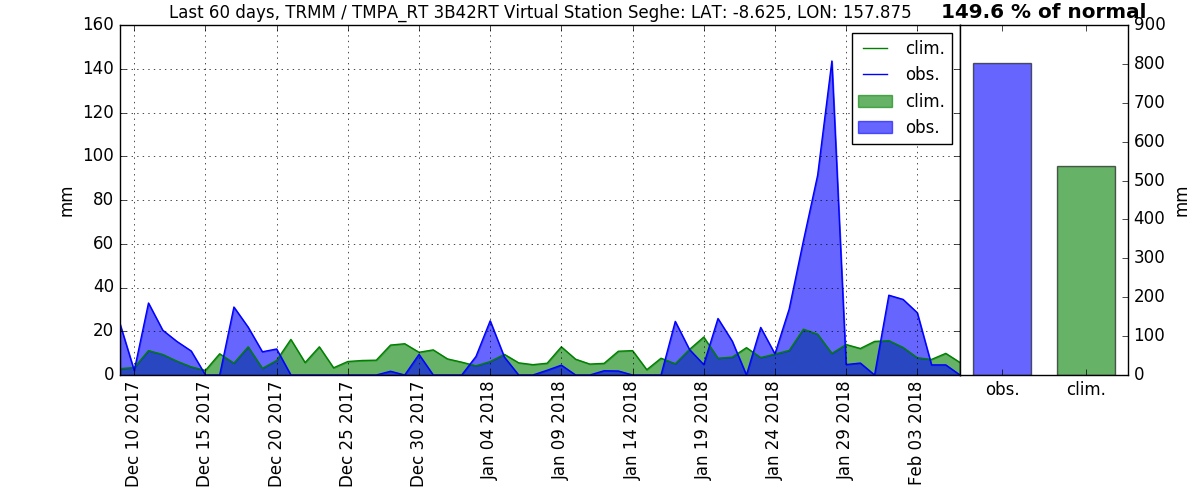 Last 60 days, TRMM / TMPA_RT 3B42RT Virtual Station Seghe: LAT: -8.625, LON: 157.875
149.6 % of normal
160
140
120
100
80
60
40
20
0
mm
clim.
obs.
clim.
obs.
Dec 10 2017
Dec 15 2017
Dec 20 2017
Dec 25 2017
Dec 30 2017
Jan 04 2018
Jan 09 2018
Jan 14 2018
Jan 19 2018
Jan 24 2018
Jan 29 2018
Feb 03 2018
900
800
700
600
500
400
300
200
100
0
mm
obs.
clim.